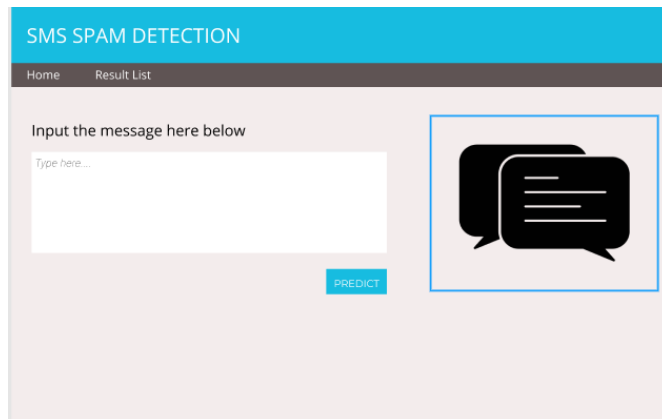 SMS SPAM DETECTION
Home Result List
Input the message here below
Type here....
PREDICT